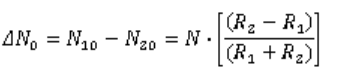 ΔN₀ = N₁₀ − N₂₀ = N · [(R₂ − R₁) / (R₁ + R₂)]